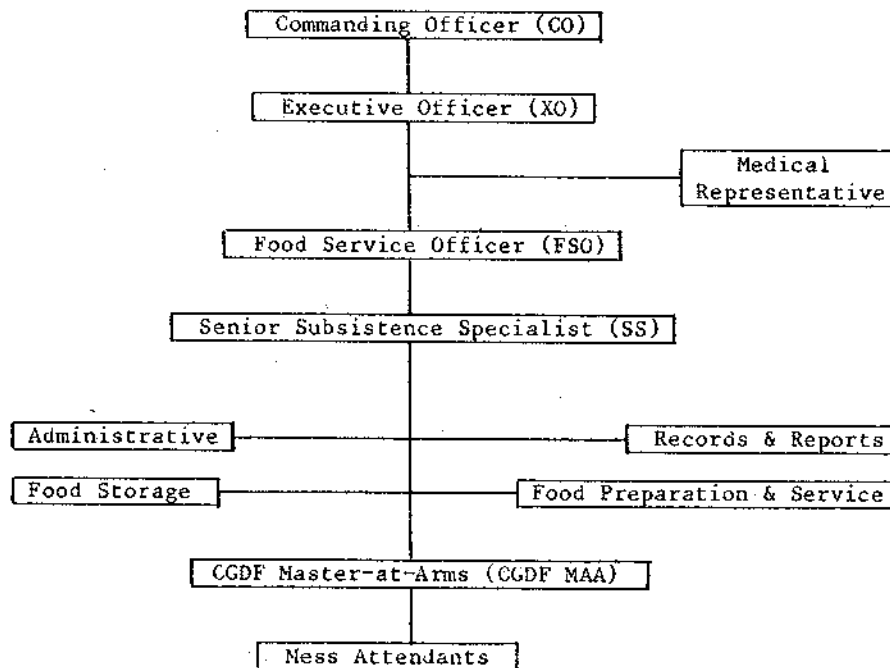 Commanding Officer (CO)
Executive Officer (XO)
Medical
Representative
Food Service Officer (FSO)
Senior Subsistence Specialist (SS)
Administrative
Records & Reports
Food Storage
Food Preparation & Service
CGDF Master-at-Arms (CGDF MAA)
Mess Attendants